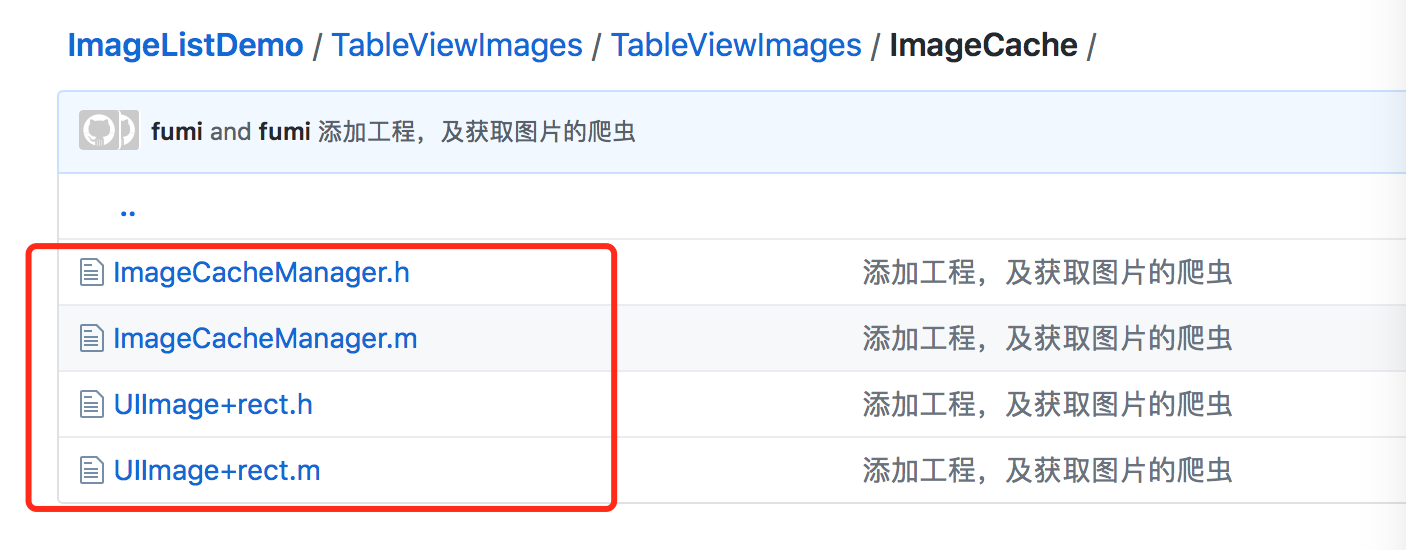 ImageListDemo / TableViewImages / TableViewImages / ImageCache /
fumi and fumi 添加工程，及获取图片的爬虫
..
ImageCacheManager.h 添加工程，及获取图片的爬虫
ImageCacheManager.m 添加工程，及获取图片的爬虫
UIImage+rect.h 添加工程，及获取图片的爬虫
UIImage+rect.m 添加工程，及获取图片的爬虫